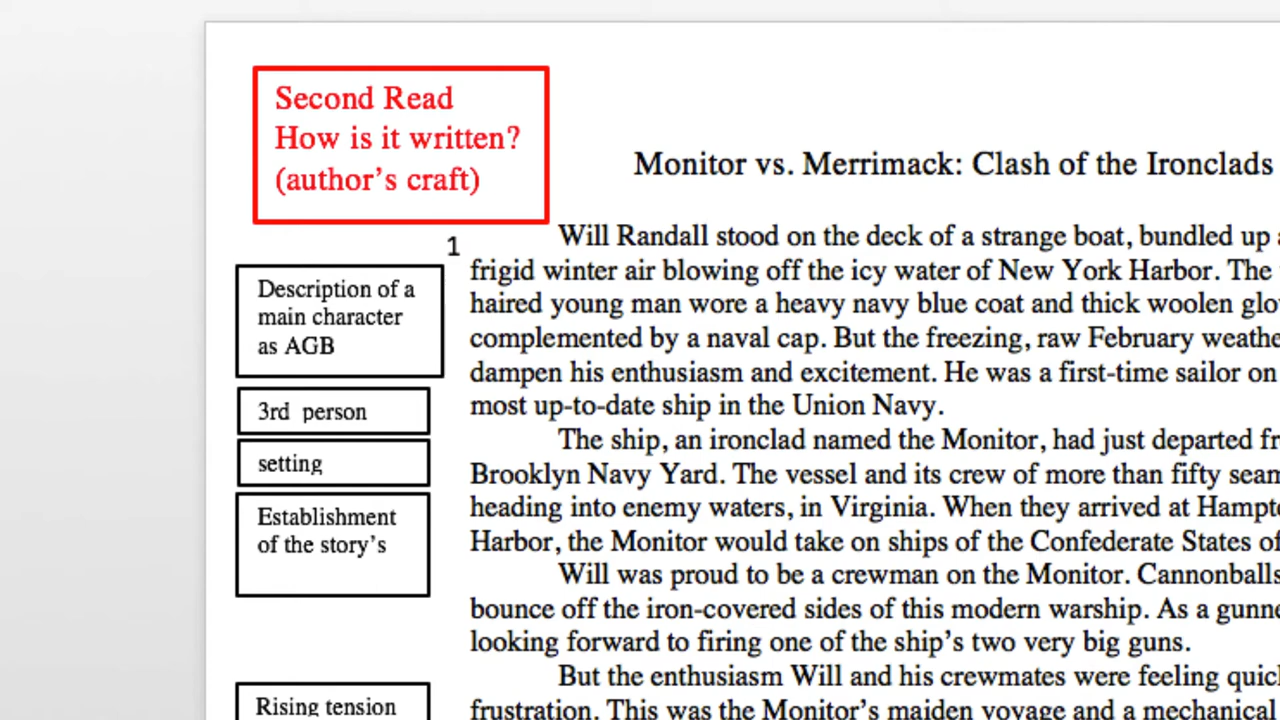 Second Read
How is it written?
(author's craft)
Monitor vs. Merrimack: Clash of the Ironclads
1
Description of a
main character
as AGB
3rd person
setting
Establishment
of the story's
Rising tension
Will Randall stood on the deck of a strange boat, bundled up
frigid winter air blowing off the icy water of New York Harbor. The
haired young man wore a heavy navy blue coat and thick woolen
complemented by a naval cap. But the freezing, raw February
dampen his enthusiasm and excitement. He was a first-time sailor on
most up-to-date ship in the Union Navy.
The ship, an ironclad named the Monitor, had just departed
Brooklyn Navy Yard. The vessel and its crew of more than fifty
heading into enemy waters, in Virginia. When they arrived at
Harbor, the Monitor would take on ships of the Confederate States of
Will was proud to be a crewman on the Monitor. Cannonballs
bounce off the iron-covered sides of this modern warship. As a
looking forward to firing one of the ship's two very big guns.
But the enthusiasm Will and his crewmates were feeling
frustration. This was the Monitor's maiden voyage and a mechanical